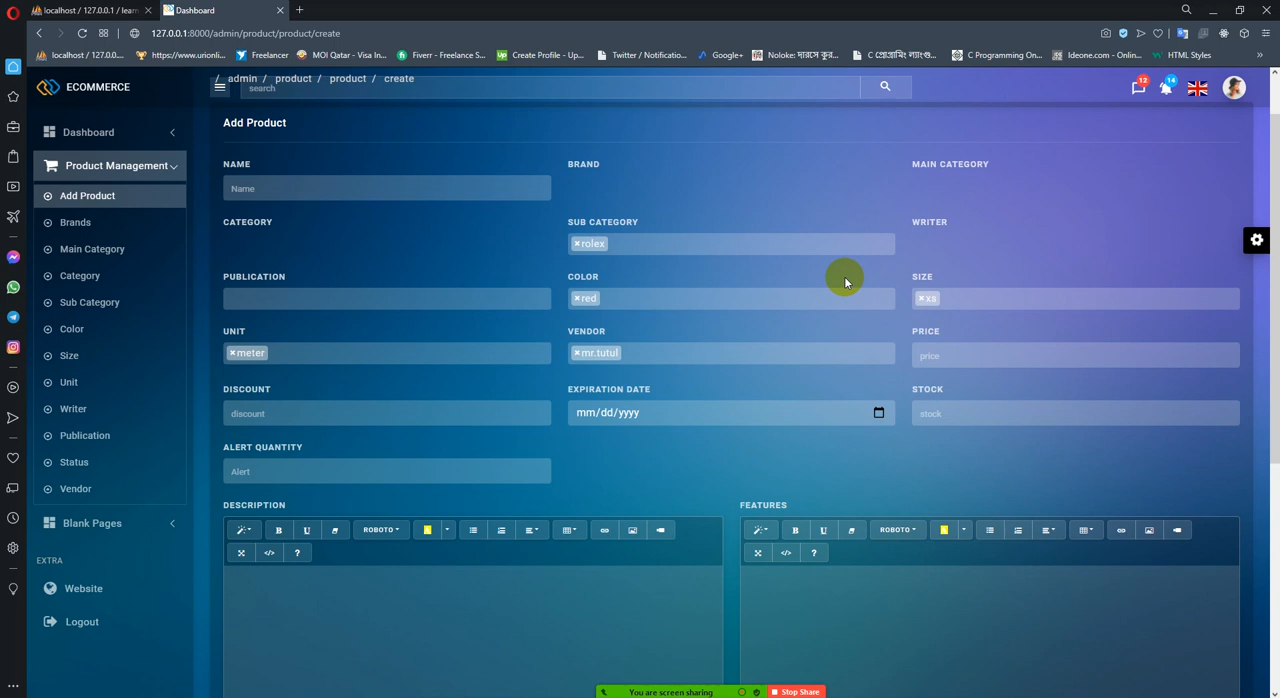 localhost / 127.0.0.1 / learn
Dashboard
127.0.0.1:8000/admin/product/product/create
localhost / 127.0.0....
https://www.urionli...
Freelancer
MOI Qatar - Visa In...
Fiverr - Freelance S...
Create Profile - Up...
Twitter / Notificatio...
Google+
C Programming On...
Ideone.com - Onlin...
HTML Styles
ECOMMERCE
/ admin / product / product / create
search
12
14
Dashboard
Product Management
Add Product
Brands
Main Category
Category
Sub Category
Color
Size
Unit
Writer
Publication
Status
Vendor
Blank Pages
EXTRA
Website
Logout
Add Product
NAME
BRAND
MAIN CATEGORY
Name
CATEGORY
SUB CATEGORY
WRITER
×rolex
PUBLICATION
COLOR
SIZE
×red
×xs
UNIT
VENDOR
PRICE
×meter
×mr.tutul
price
DISCOUNT
EXPIRATION DATE
STOCK
discount
mm/dd/yyyy
stock
ALERT QUANTITY
Alert
DESCRIPTION
FEATURES
B U ROBOTO
B U ROBOTO
</> ?
</> ?
You are screen sharing
Stop Share